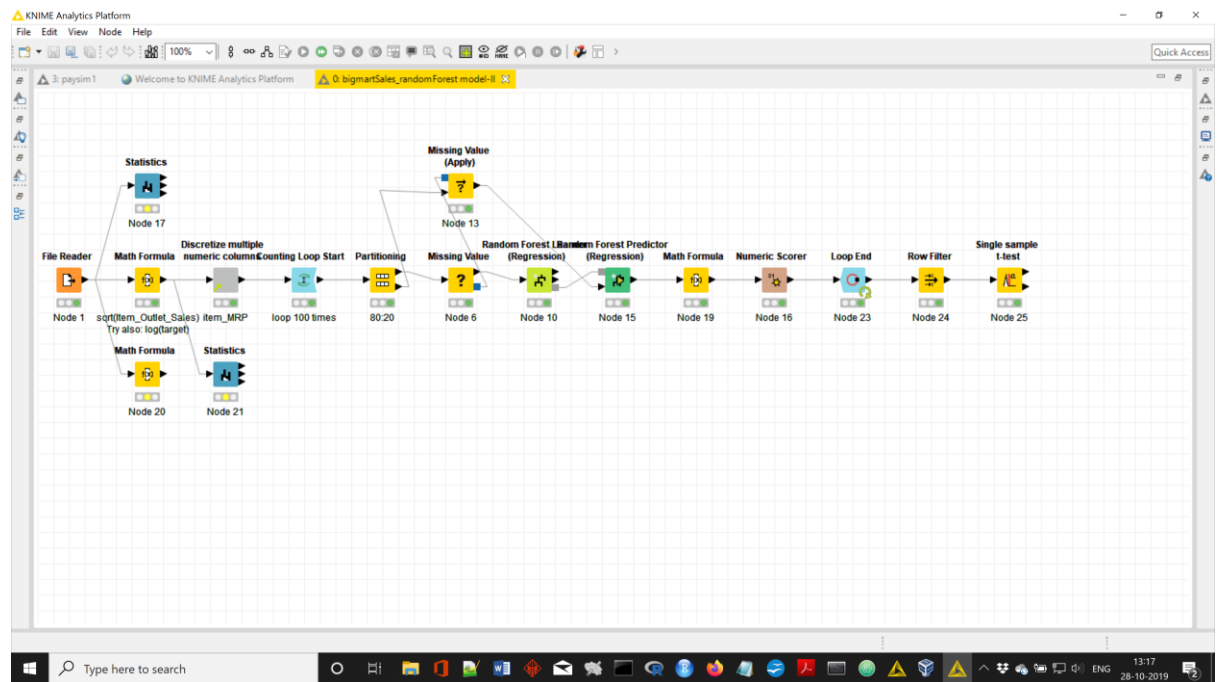 KNIME Analytics Platform
File Edit View Node Help
100%
Quick Access
3: paysim1
Welcome to KNIME Analytics Platform
0: bigmartSales_randomForest model-II
Missing Value
(Apply)
Node 13
Statistics
Node 17
File Reader
Node 1
Math Formula
sqrt(Item_Outlet_Sales)
Try also: log(target)
Discretize multiple
numeric columns
item_MRP
Counting Loop Start
loop 100 times
Partitioning
80:20
Missing Value
Node 6
Random Forest Learner
(Regression)
Node 10
Random Forest Predictor
(Regression)
Node 15
Math Formula
Node 19
Numeric Scorer
Node 16
Loop End
Node 23
Row Filter
Node 24
Single sample
t-test
Node 25
Math Formula
Node 20
Statistics
Node 21
Type here to search
ENG
13:17
28-10-2019
2